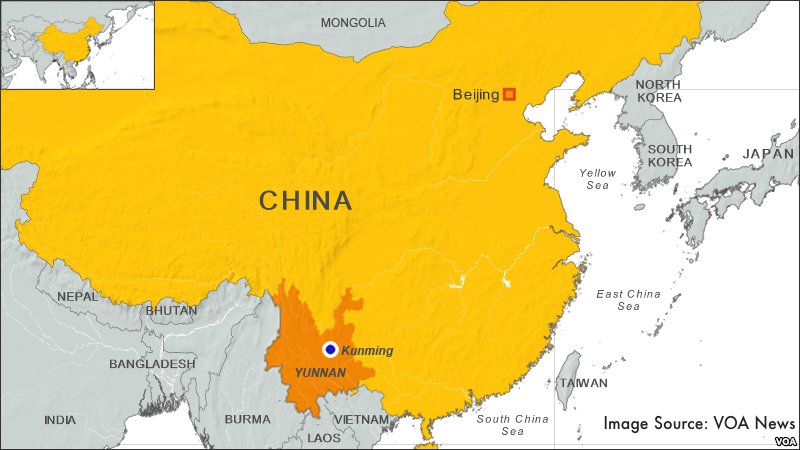 MONGOLIA
Beijing
NORTH
KOREA
SOUTH
KOREA
JAPAN
Yellow
Sea
CHINA
NEPAL
BHUTAN
East China
Sea
Kunming
YUNNAN
BANGLADESH
TAIWAN
INDIA
BURMA
VIETNAM
LAOS
South China
Sea
Image Source: VOA News
VOA